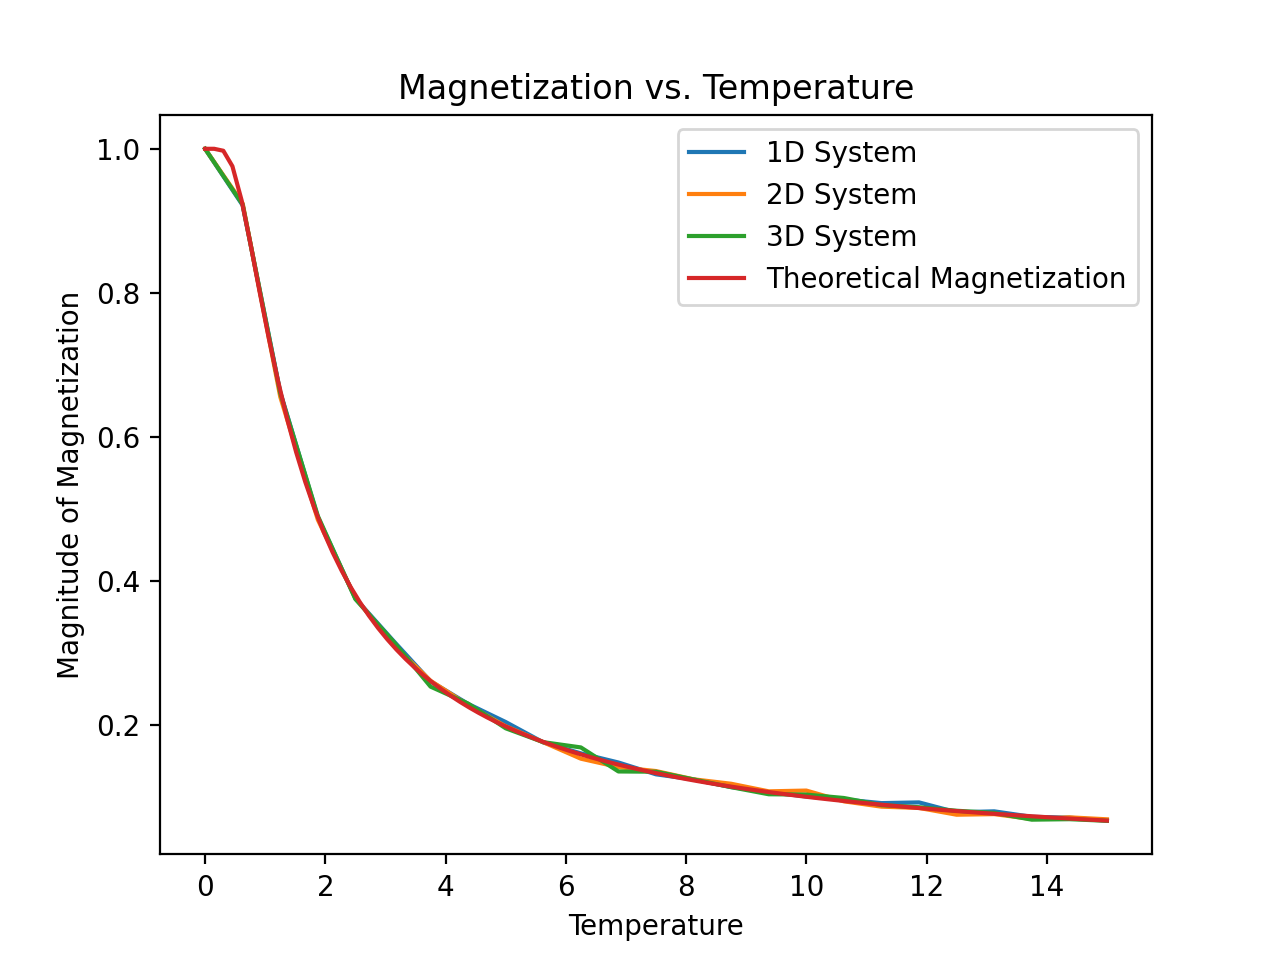 Magnetization vs. Temperature
1D System
2D System
3D System
Theoretical Magnetization
Magnitude of Magnetization
1.0
0.8
0.6
0.4
0.2
0 2 4 6 8 10 12 14
Temperature